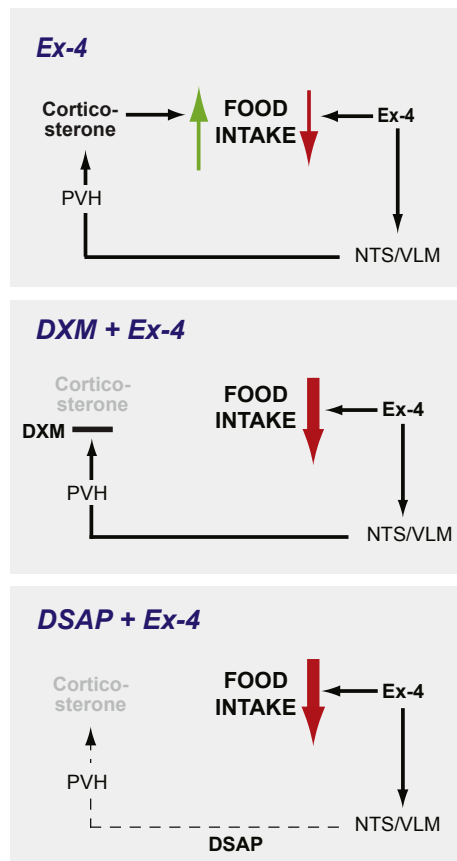 Ex-4
Cortico-
sterone
FOOD
INTAKE
Ex-4
PVH
NTS/VLM
DXM + Ex-4
Cortico-
sterone
FOOD
INTAKE
Ex-4
DXM
PVH
NTS/VLM
DSAP + Ex-4
Cortico-
sterone
FOOD
INTAKE
Ex-4
PVH
NTS/VLM
DSAP